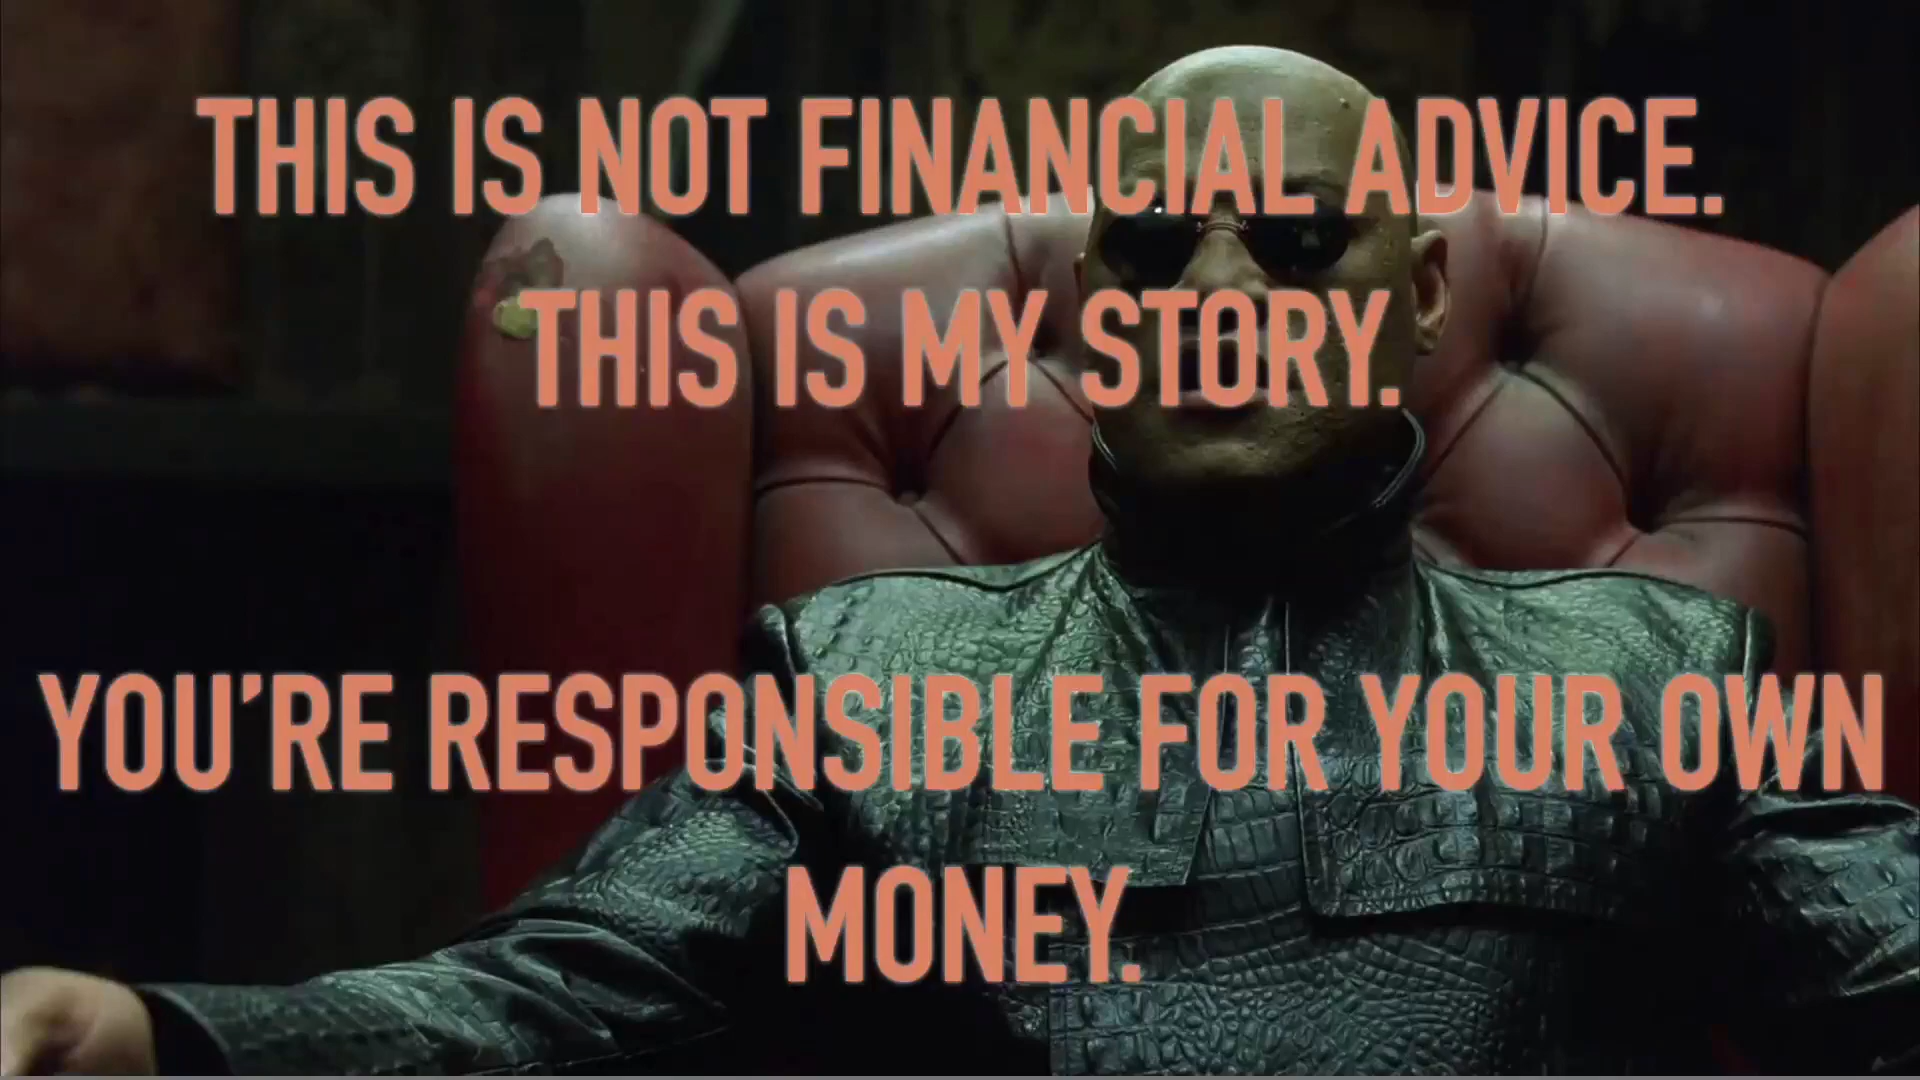 THIS IS NOT FINANCIAL ADVICE.
THIS IS MY STORY.
YOU'RE RESPONSIBLE FOR YOUR OWN
MONEY.